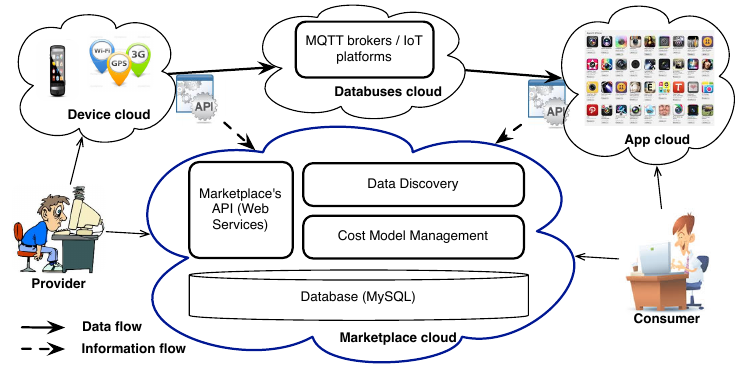 MQTT brokers / IoT
platforms
Wi-Fi
3G
GPS
Device cloud
Databuses cloud
API
API
App cloud
Marketplace's
API (Web
Services)
Data Discovery
Cost Model Management
Database (MySQL)
Marketplace cloud
Provider
Consumer
Data flow
Information flow